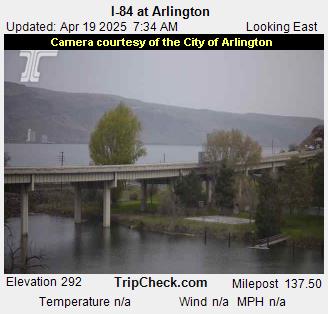 I-84 at Arlington
Updated: Apr 19 2025 7:34 AM Looking East
Camera courtesy of the City of Arlington
Elevation 292 TripCheck.com Milepost 137.50
Temperature n/a Wind n/a MPH n/a